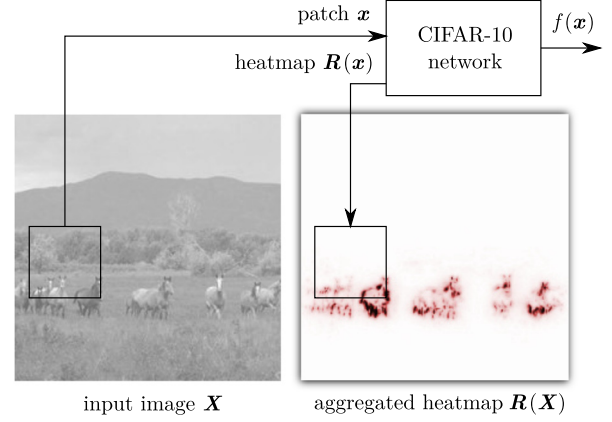 patch x
CIFAR-10
network
f(x)
heatmap R(x)
input image X
aggregated heatmap R(X)